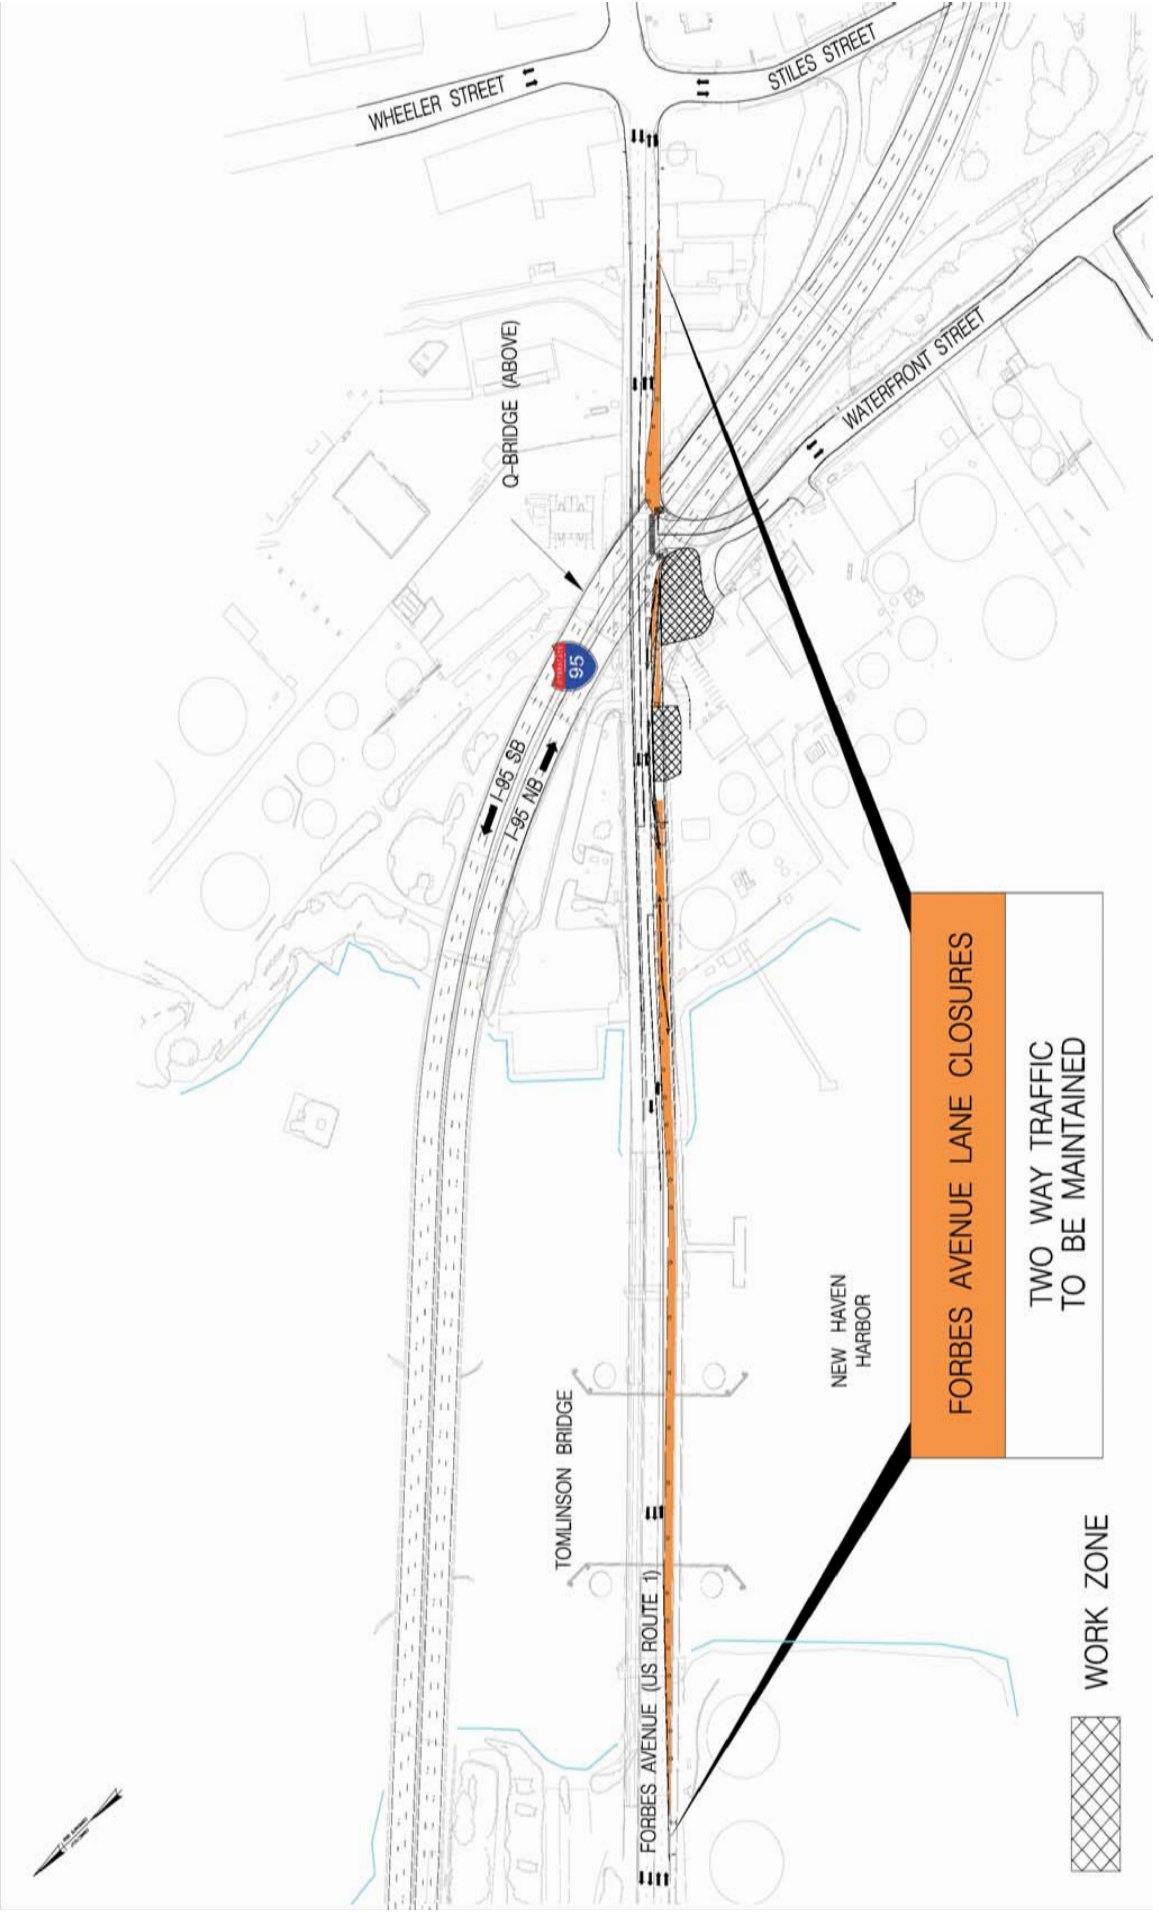 WHEELER STREET
STILES STREET
Q-BRIDGE (ABOVE)
WATERFRONT STREET
95
I-95 SB
I-95 NB
TOMLINSON BRIDGE
NEW HAVEN
HARBOR
FORBES AVENUE (US ROUTE 1)
FORBES AVENUE LANE CLOSURES
TWO WAY TRAFFIC
TO BE MAINTAINED
WORK ZONE